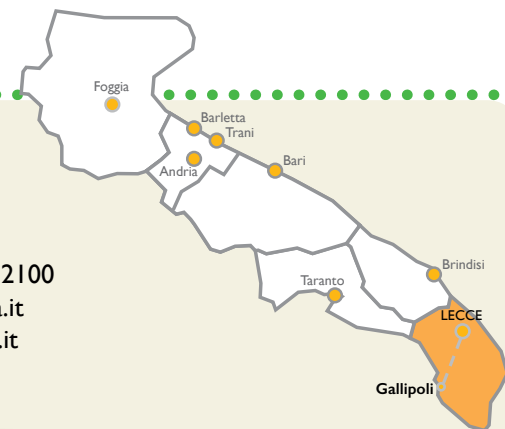 Foggia
Barletta
Trani
Andria
Bari
2100
.it
.it
Brindisi
Taranto
LECCE
Gallipoli